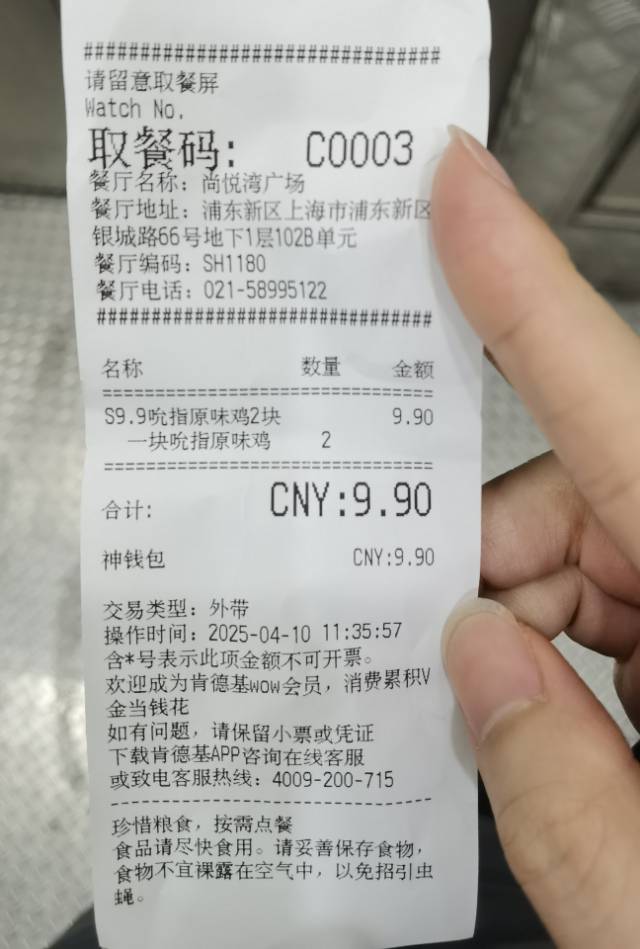 ################################
请留意取餐屏
Watch No.
取餐码: C0003
餐厅名称: 尚悦湾广场
餐厅地址: 浦东新区上海市浦东新区
银城路66号地下1层102B单元
餐厅编码: SH1180
餐厅电话: 021-58995122
################################
名称 数量 金额
================================
S9.9吮指原味鸡2块 9.90
一块吮指原味鸡 2
================================
合计: CNY:9.90
神钱包 CNY:9.90
交易类型: 外带
操作时间: 2025-04-10 11:35:57
含*号表示此项金额不可开票。
欢迎成为肯德基wow会员, 消费累积V
金当钱花
如有问题, 请保留小票或凭证
下载肯德基APP咨询在线客服
或致电客服热线: 4009-200-715
--------------------------------
珍惜粮食, 按需点餐
食品请尽快食用。请妥善保存食物,
食物不宜裸露在空气中, 以免招引虫
蝇。